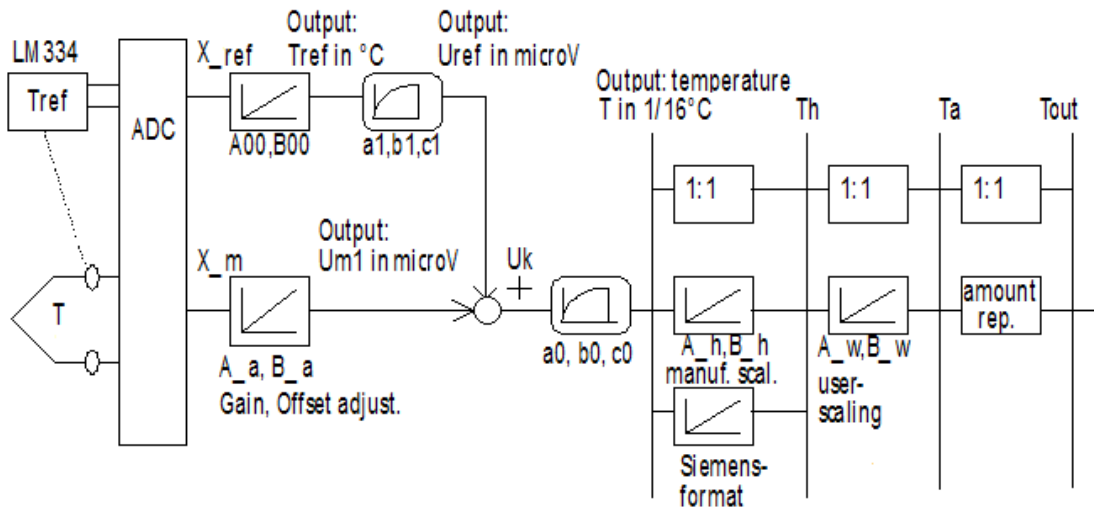 LM 334
Tref
ADC
X_ref
Output:
Tref in °C
Output:
Uref in microV
A00,B00
a1,b1,c1
Output: temperature
T in 1/16°C
Th
Ta
Tout
1:1
1:1
1:1
T
X_m
Output:
Um1 in microV
A_a, B_a
Gain, Offset adjust.
Uk
+
a0, b0, c0
A_h,B_h
manuf. scal.
A_w,B_w
user-
scaling
amount
rep.
Siemens-
format